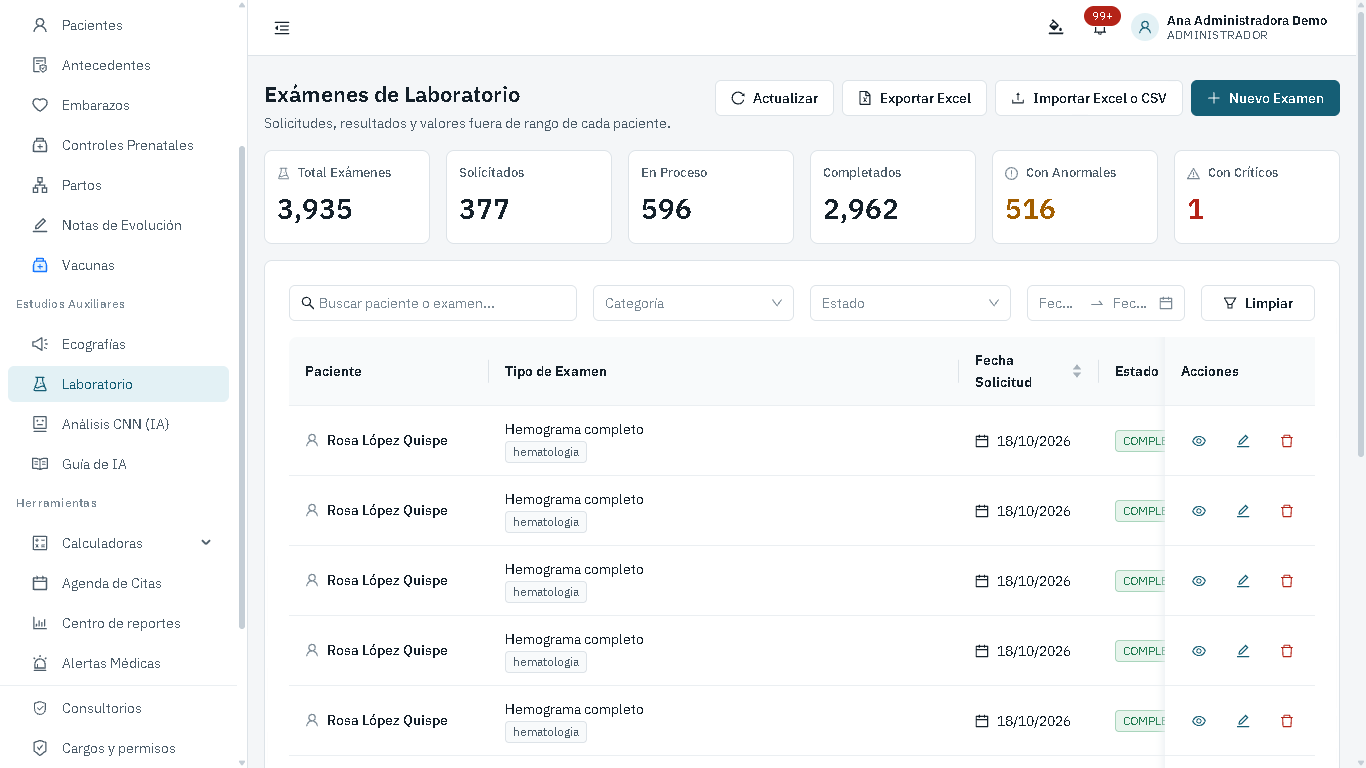 Pacientes
Antecedentes
Embarazos
Controles Prenatales
Partos
Notas de Evolución
Vacunas
Estudios Auxiliares
Ecografías
Laboratorio
Análisis CNN (IA)
Guía de IA
Herramientas
Calculadoras
Agenda de Citas
Centro de reportes
Alertas Médicas
Consultorios
Cargos y permisos
99+
Ana Administradora Demo
ADMINISTRADOR
Exámenes de Laboratorio
Solicitudes, resultados y valores fuera de rango de cada paciente.
Actualizar
Exportar Excel
Importar Excel o CSV
Nuevo Examen
Total Exámenes
3,935
Solicitados
377
En Proceso
596
Completados
2,962
Con Anormales
516
Con Críticos
1
Buscar paciente o examen...
Categoría
Estado
Fec...
Fec...
Limpiar
Paciente
Tipo de Examen
Fecha
Solicitud
Estado
Acciones
Rosa López Quispe
Hemograma completo
hematologia
18/10/2026
COMPLE
Rosa López Quispe
Hemograma completo
hematologia
18/10/2026
COMPLE
Rosa López Quispe
Hemograma completo
hematologia
18/10/2026
COMPLE
Rosa López Quispe
Hemograma completo
hematologia
18/10/2026
COMPLE
Rosa López Quispe
Hemograma completo
hematologia
18/10/2026
COMPLE